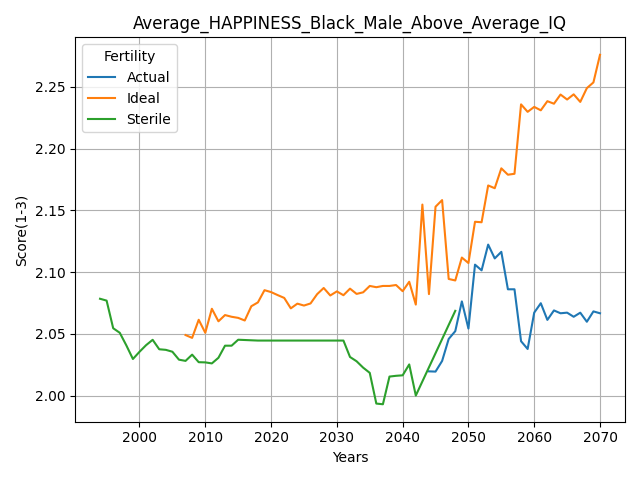 Average_HAPPINESS_Black_Male_Above_Average_IQ
Fertility
Actual
Ideal
Sterile
Score(1-3)
2.25
2.20
2.15
2.10
2.05
2.00
2000 2010 2020 2030 2040 2050 2060 2070
Years